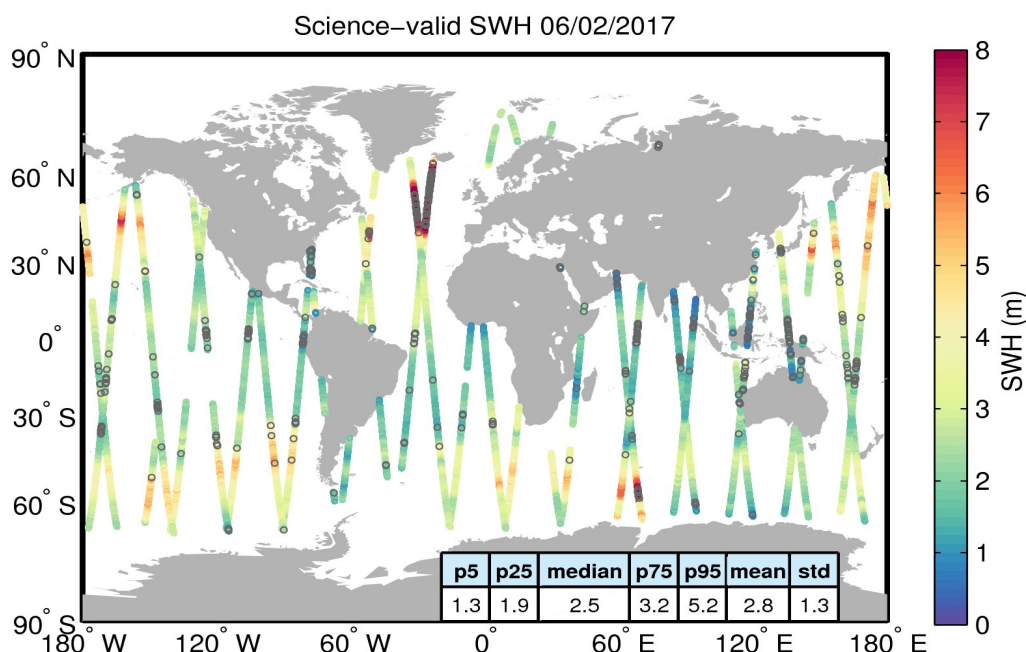 Science−valid SWH 06/02/2017
90° N
60° N
30° N
0°
30° S
60° S
90° S
180° W
120° W
60° W
0°
60° E
120° E
180° E
p5 p25 median p75 p95 mean std
1.3 1.9 2.5 3.2 5.2 2.8 1.3
8
7
6
5
4
3
2
1
0
SWH (m)